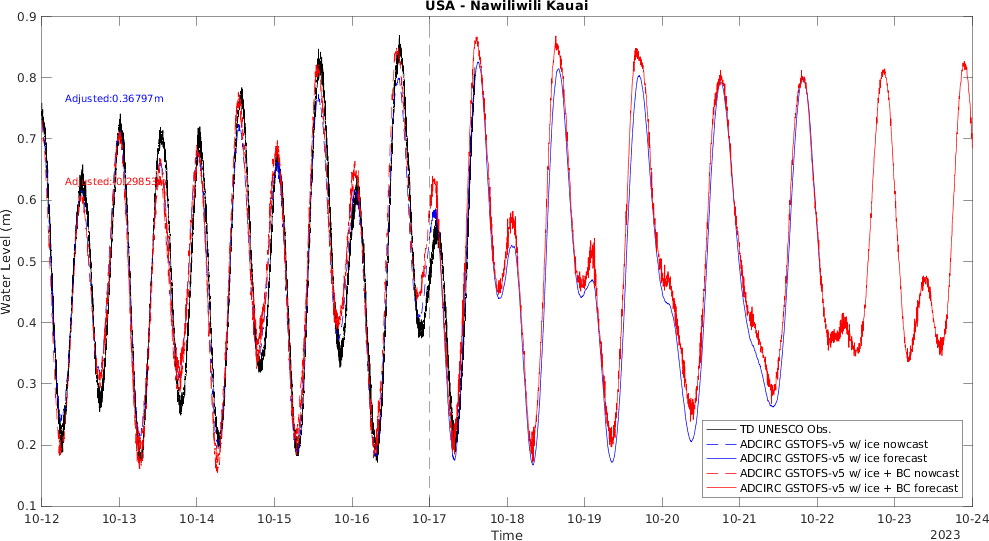 USA - Nawiliwili Kauai
0.9
0.8
0.7
0.6
0.5
0.4
0.3
0.2
0.1
Water Level (m)
Adjusted:0.36797m
Adjusted:-0.29853m
TD UNESCO Obs.
ADCIRC GSTOFS-v5 w/ ice nowcast
ADCIRC GSTOFS-v5 w/ ice forecast
ADCIRC GSTOFS-v5 w/ ice + BC nowcast
ADCIRC GSTOFS-v5 w/ ice + BC forecast
10-12 10-13 10-14 10-15 10-16 10-17 10-18 10-19 10-20 10-21 10-22 10-23 10-24
Time
2023